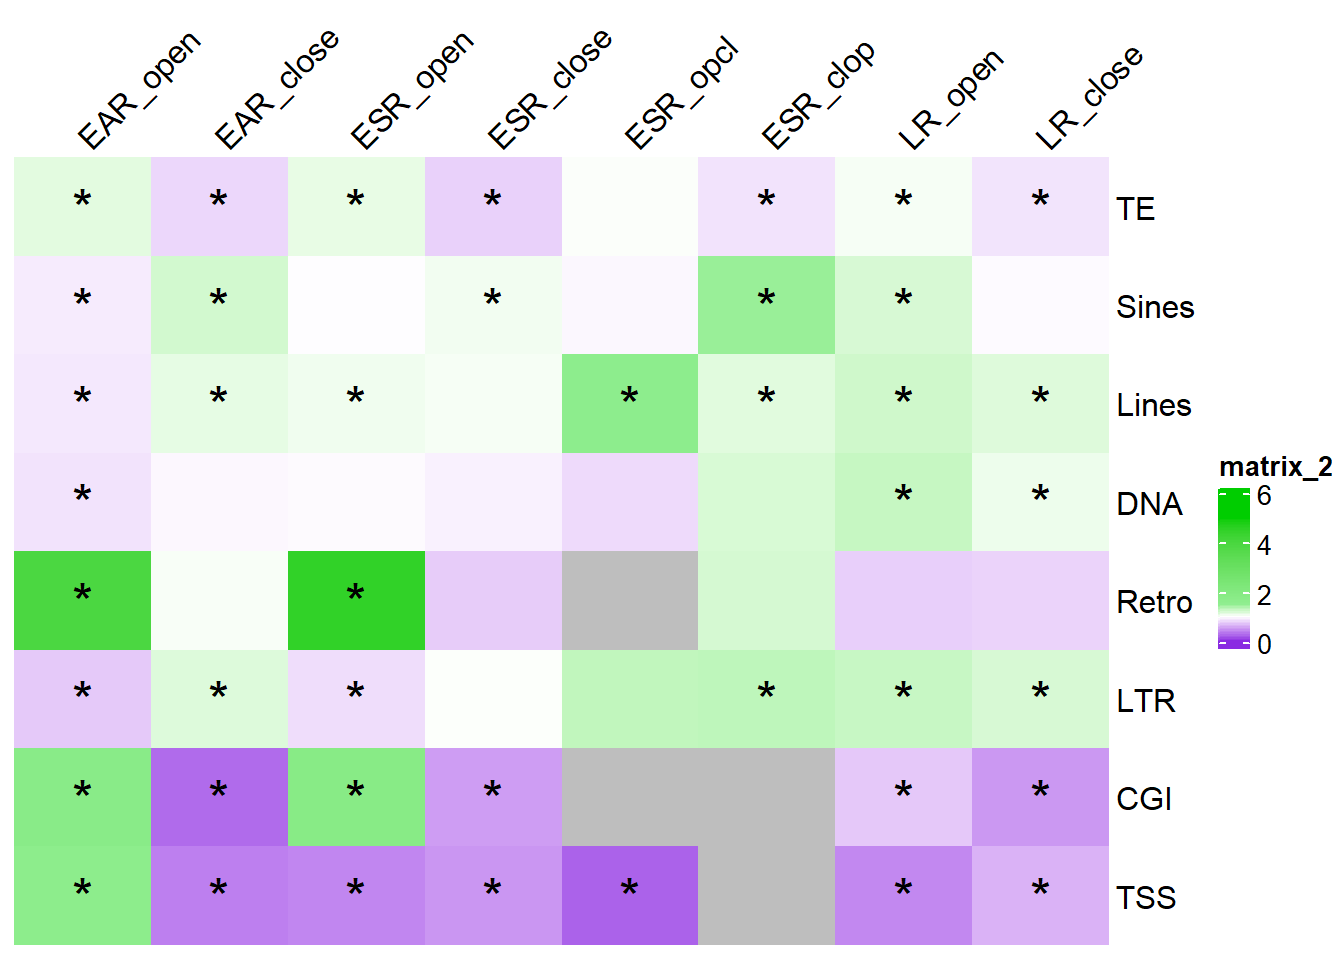 EAR_open EAR_close ESR_open ESR_close ESR_opcl ESR_clop LR_open LR_close
* * * * * * * TE
* * * * * Sines
* * * * * * * Lines
* * * DNA
* * Retro
* * * * * * LTR
* * * * * * CGI
* * * * * * * TSS
matrix_2
6
4
2
0